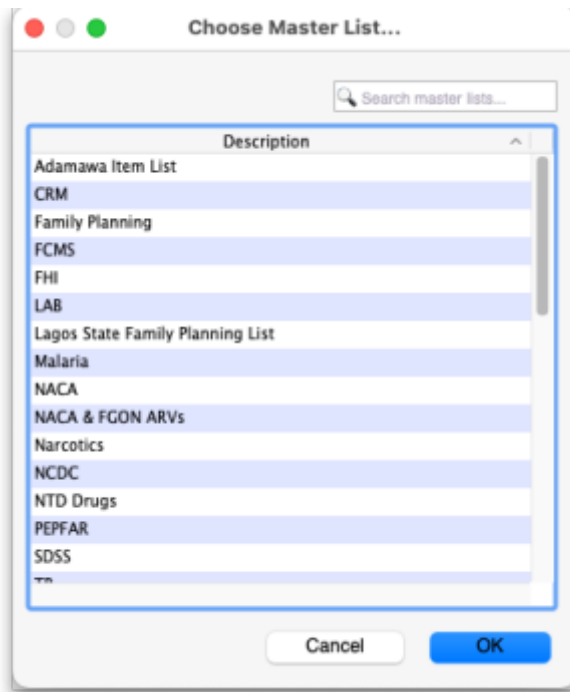 Choose Master List...
Search master lists...
Description
Adamawa Item List
CRM
Family Planning
FCMS
FHI
LAB
Lagos State Family Planning List
Malaria
NACA
NACA & FGON ARVs
Narcotics
NCDC
NTD Drugs
PEPFAR
SDSS
Cancel
OK